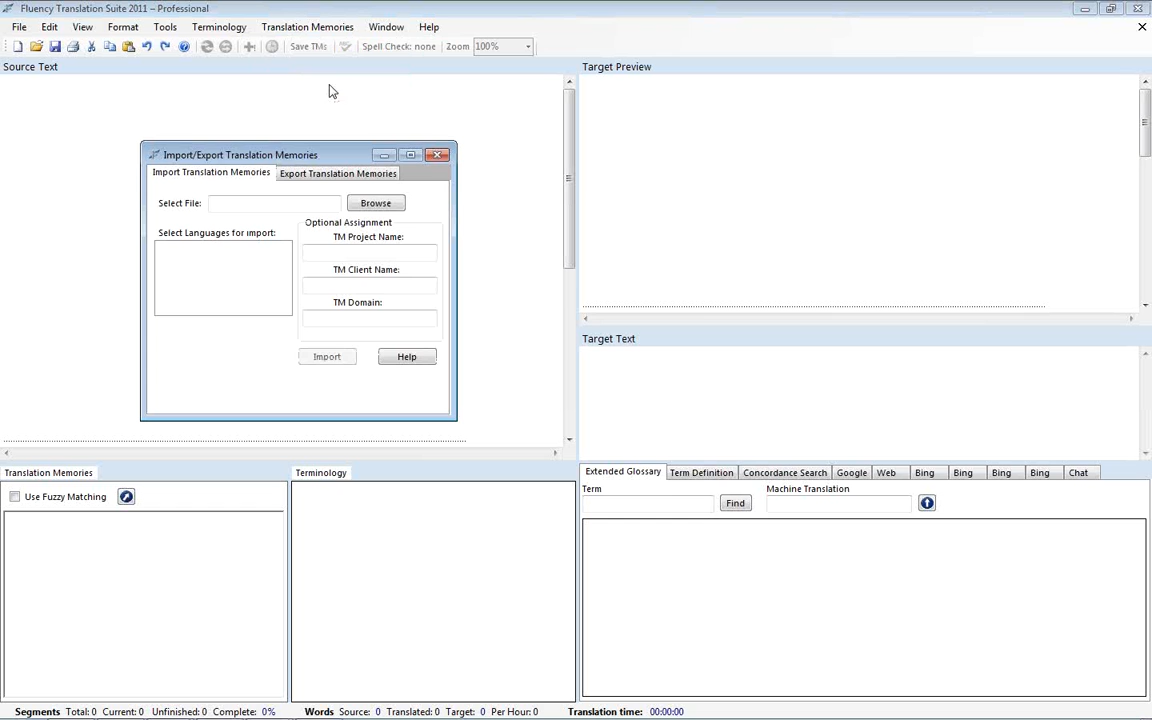 Fluency Translation Suite 2011 – Professional
File Edit View Format Tools Terminology Translation Memories Window Help
Save TMs Spell Check: none Zoom 100%
Source Text
Target Preview
Import/Export Translation Memories
Import Translation Memories Export Translation Memories
Select File: Browse
Optional Assignment
Select Languages for import:
TM Project Name:
TM Client Name:
TM Domain:
Import Help
Target Text
Translation Memories
Terminology
Extended Glossary Term Definition Concordance Search Google Web Bing Bing Bing Bing Chat
Use Fuzzy Matching
Term Machine Translation
Find
Segments Total: 0 Current: 0 Unfinished: 0 Complete: 0% Words Source: 0 Translated: 0 Target: 0 Per Hour: 0 Translation time: 00:00:00